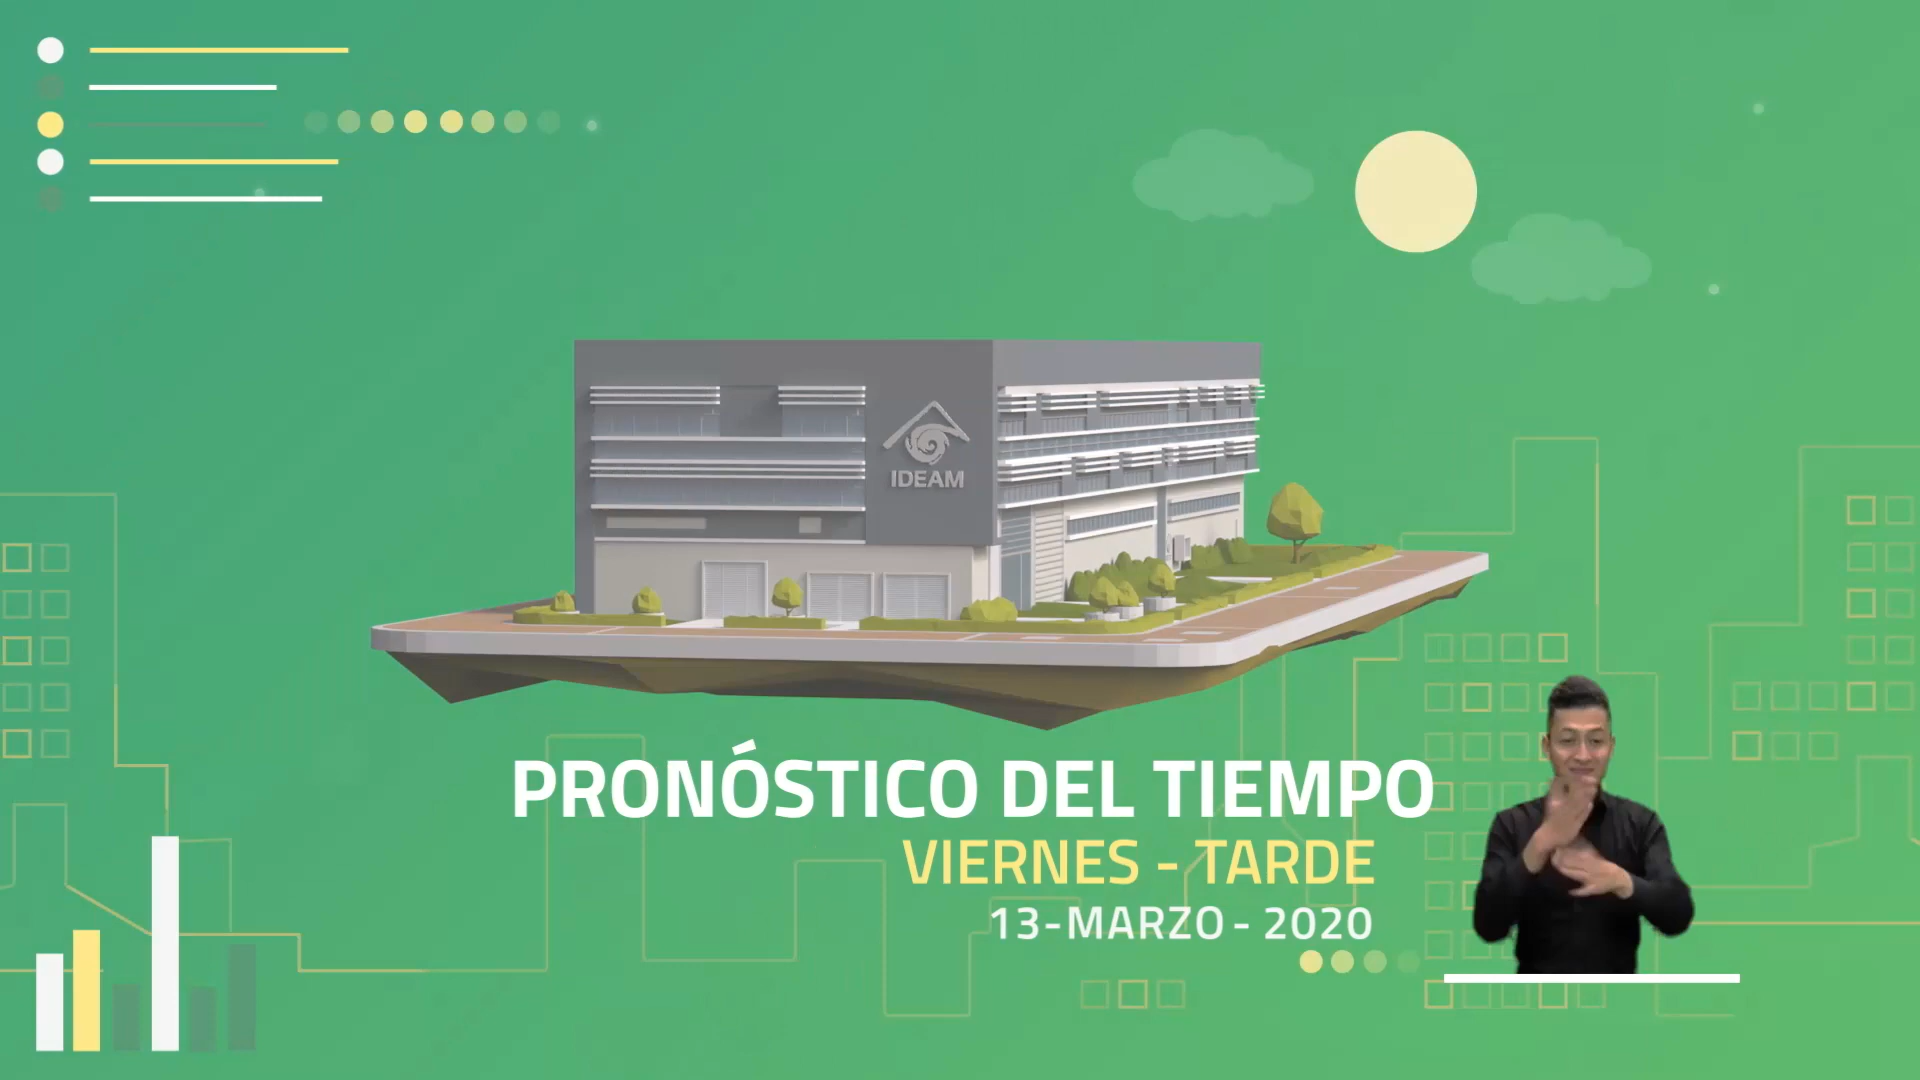 IDEAM
PRONÓSTICO DEL TIEMPO
VIERNES - TARDE
13-MARZO - 2020